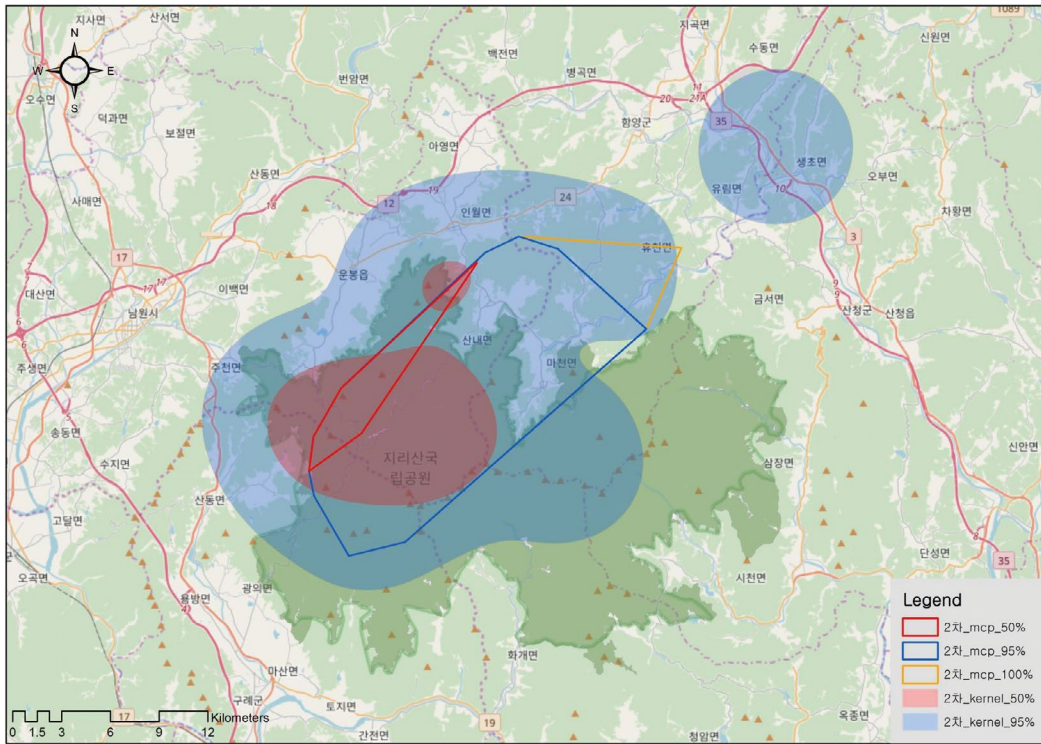 지사면
산서면
지곡면
1089
신원면
수동면
백전면
N
번암면
병곡면
11
W
E
20
21A
오수면
S
함양군
35
덕과면
보절면
아영면
생초면
오부면
산동면
19
10
유림면
12
24
차황면
사매면
18
인월면
3
17
휴천면
7
운봉읍
9
9
17
17
이백면
대산면
금서면
산청군
산청읍
6
남원시
6
산내면
주천면
마천면
주생면
5
송동면
신안면
수지면
지리산국
립공원
삼장면
산동면
고달면
단성면
35
시천면
오곡면
광의면
용방면
4
Legend
2차_mcp_50%
2차_mcp_95%
화개면
2차_mcp_100%
마산면
구례군
2차_kernel_50%
토지면
Kilometers
17
19
옥종면
2차_kernel_95%
0 1.5 3 6 9 12
간전면
청암면